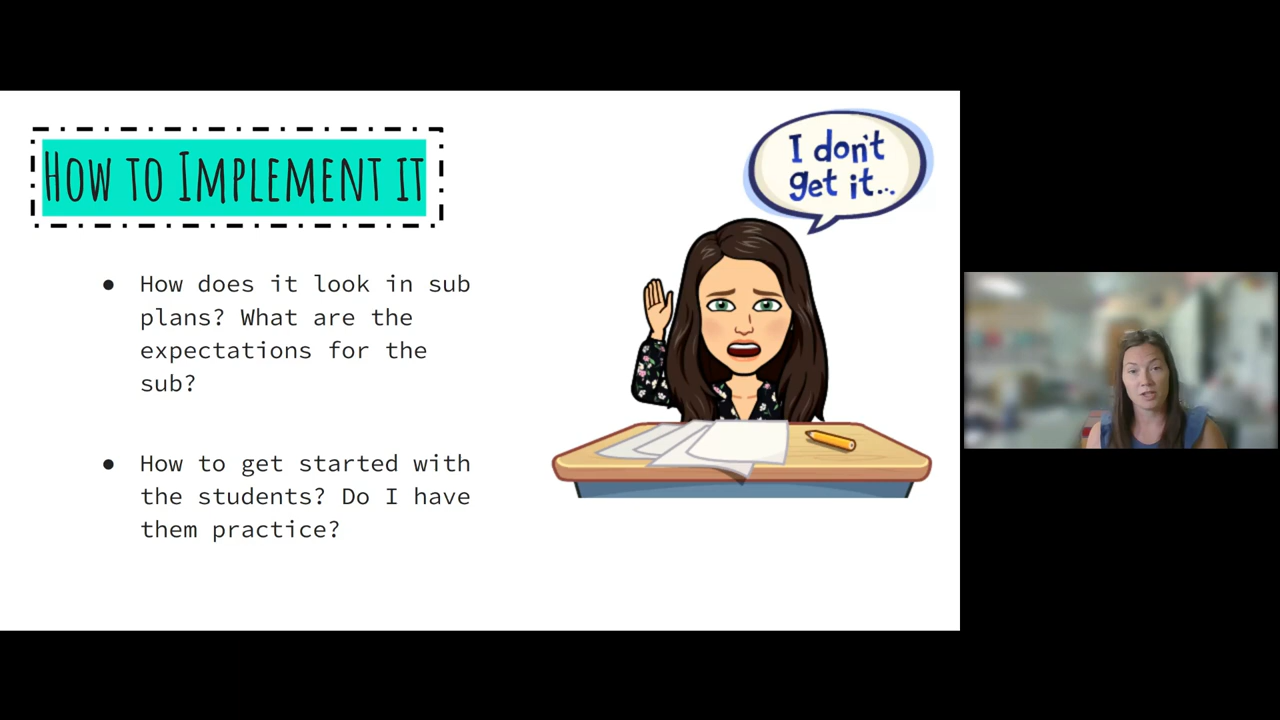 How to Implement it
I don't
get it..
● How does it look in sub
plans? What are the
expectations for the
sub?
● How to get started with
the students? Do I have
them practice?